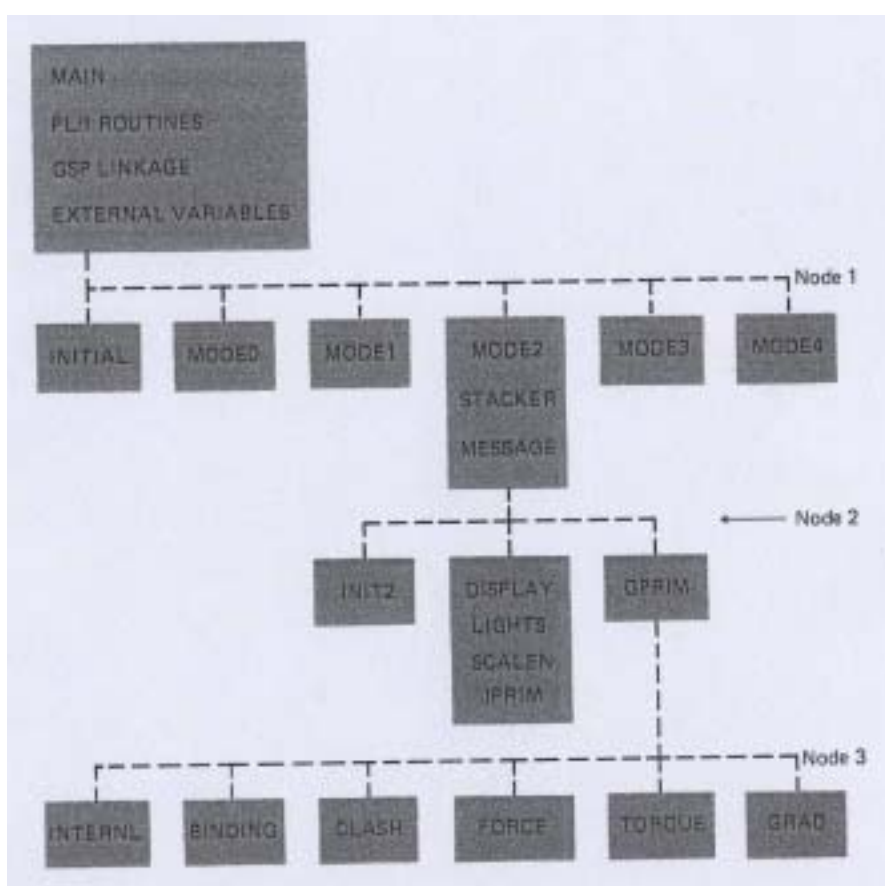 MAIN
PL/I ROUTINES
GSP LINKAGE
EXTERNAL VARIABLES
Node 1
INITIAL
MODE0
MODE1
MODE2
STACKER
MESSAGE
MODE3
MODE4
Node 2
INIT2
DISPLAY
LIGHTS
SCALEN
IPRIM
GPRIM
Node 3
INTERNL
BINDING
CLASH
FORCE
TORQUE
GRAD